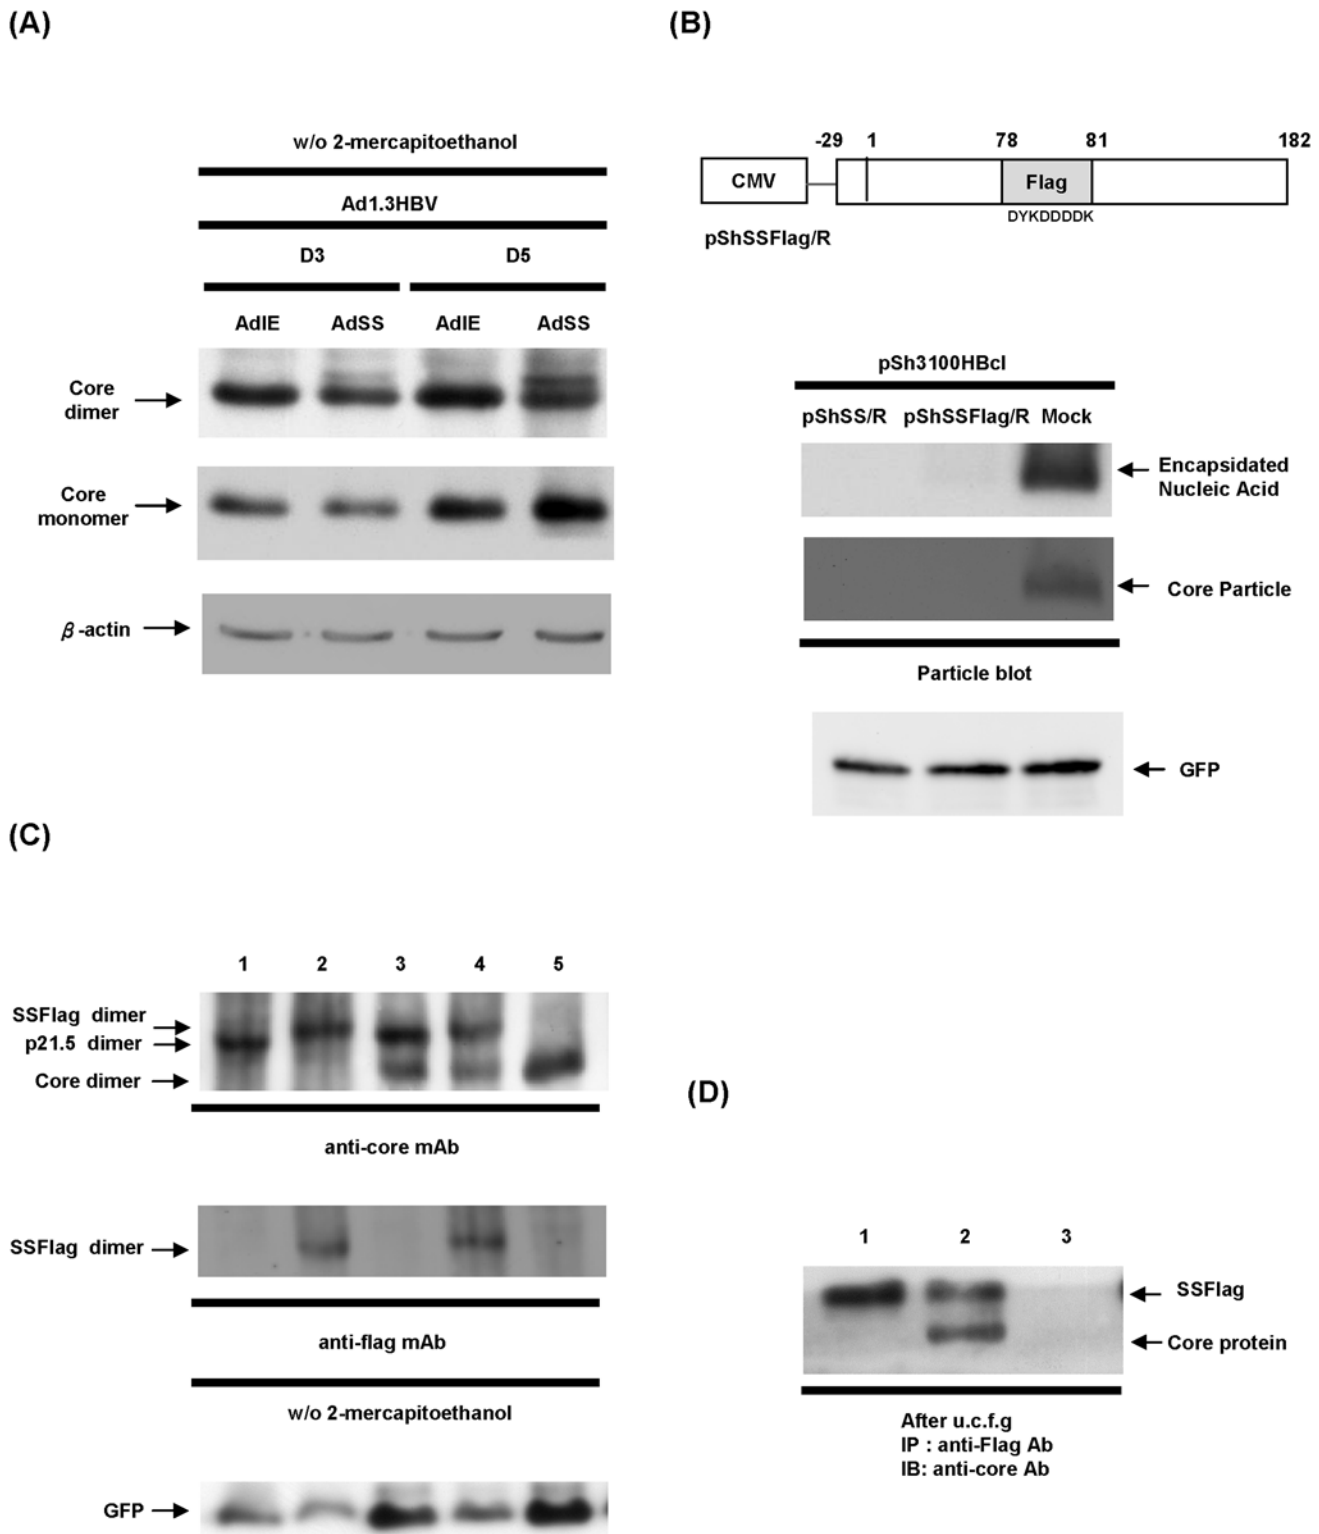 (A)
w/o 2-mercapitoethanol
Ad1.3HBV
D3 D5
AdIE AdSS AdIE AdSS
Core
dimer
Core
monomer
β-actin
(B)
-29 1 78 81 182
CMV Flag
DYKDDDDK
pShSSFlag/R
pSh3100HBcI
pShSS/R pShSSFlag/R Mock
Encapsidated
Nucleic Acid
Core Particle
Particle blot
GFP
(C)
1 2 3 4 5
SSFlag dimer
p21.5 dimer
Core dimer
anti-core mAb
SSFlag dimer
anti-flag mAb
w/o 2-mercapitoethanol
GFP
(D)
1 2 3
SSFlag
Core protein
After u.c.f.g
IP : anti-Flag Ab
IB: anti-core Ab